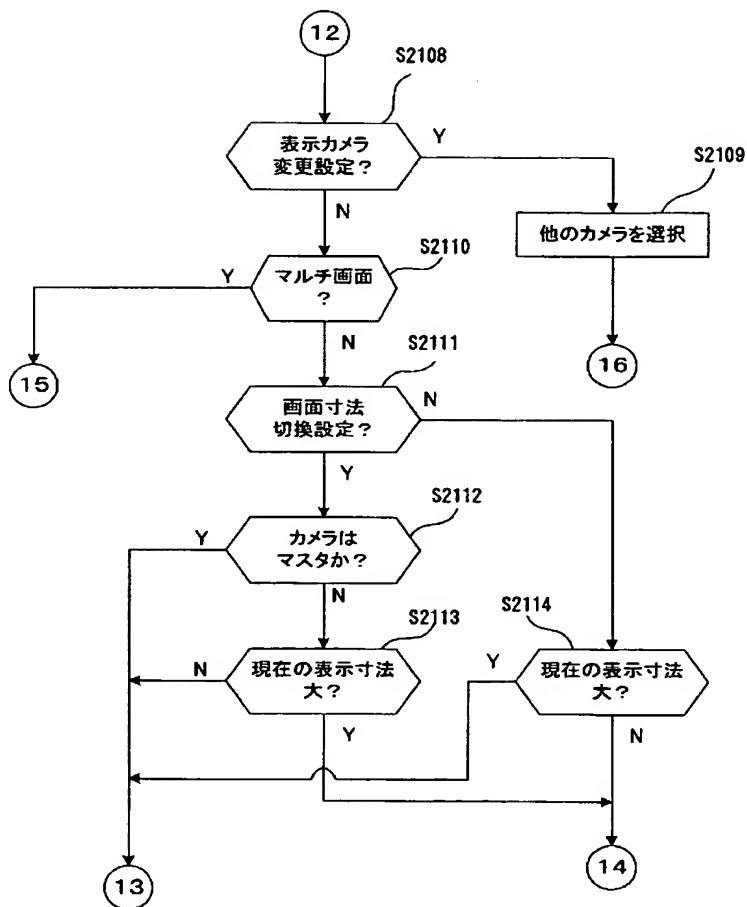 12
S2108
表示カメラ
変更設定?
Y
N
S2109
他のカメラを選択
16
S2110
マルチ画面
?
Y
N
15
S2111
画面寸法
切換設定?
N
Y
S2112
カメラは
マスタか?
Y
N
S2113
現在の表示寸法
大?
N
Y
S2114
現在の表示寸法
大?
Y
N
13
14